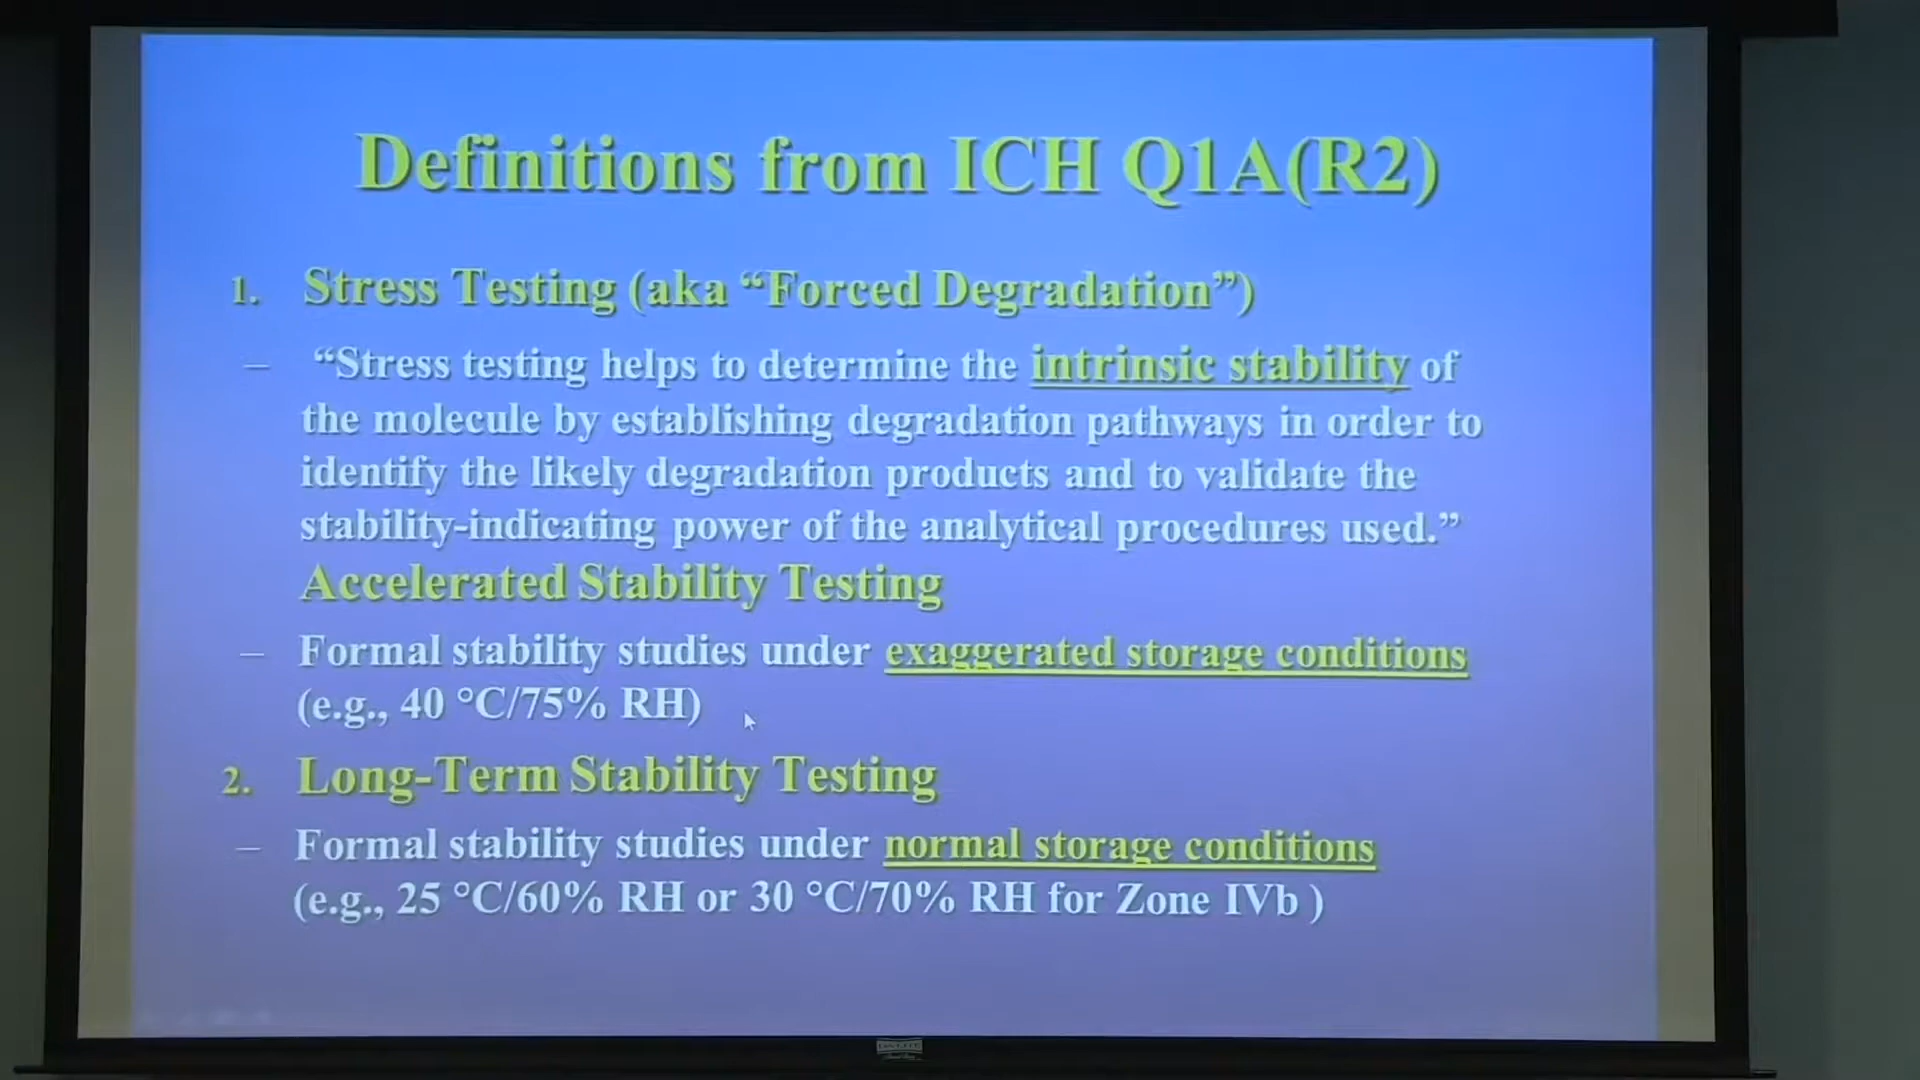 Definitions from ICH Q1A(R2)
1. Stress Testing (aka “Forced Degradation”)
– “Stress testing helps to determine the intrinsic stability of
the molecule by establishing degradation pathways in order to
identify the likely degradation products and to validate the
stability-indicating power of the analytical procedures used.”
Accelerated Stability Testing
– Formal stability studies under exaggerated storage conditions
(e.g., 40 °C/75% RH)
2. Long-Term Stability Testing
– Formal stability studies under normal storage conditions
(e.g., 25 °C/60% RH or 30 °C/70% RH for Zone IVb )